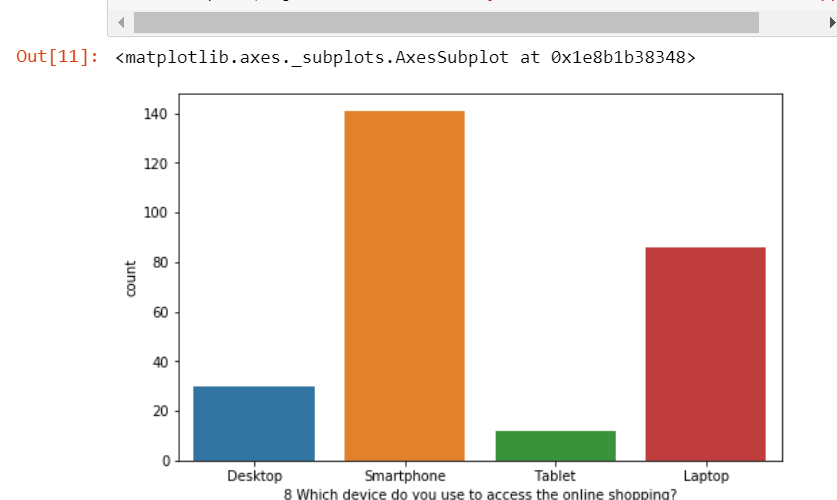 Out[11]: <matplotlib.axes._subplots.AxesSubplot at 0x1e8b1b38348>
140
120
100
80
60
40
20
0
count
Desktop Smartphone Tablet Laptop
8 Which device do you use to access the online shopping?